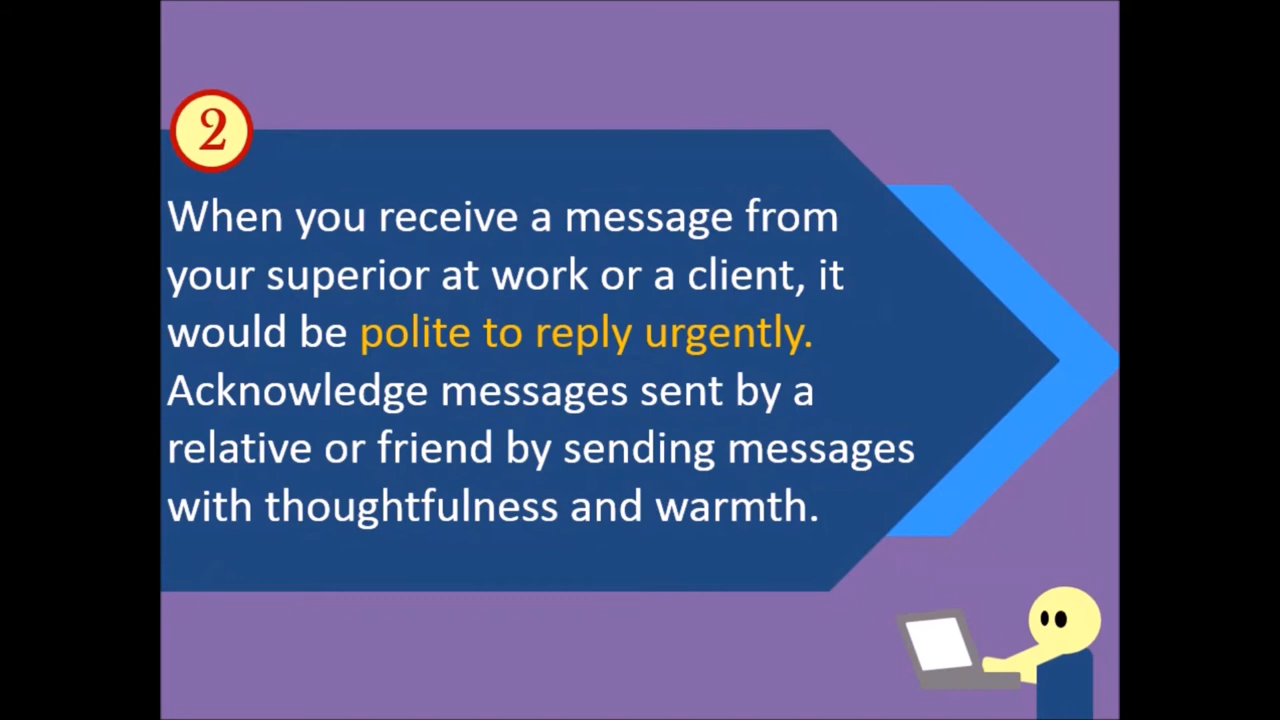 2
When you receive a message from
your superior at work or a client, it
would be polite to reply urgently.
Acknowledge messages sent by a
relative or friend by sending messages
with thoughtfulness and warmth.